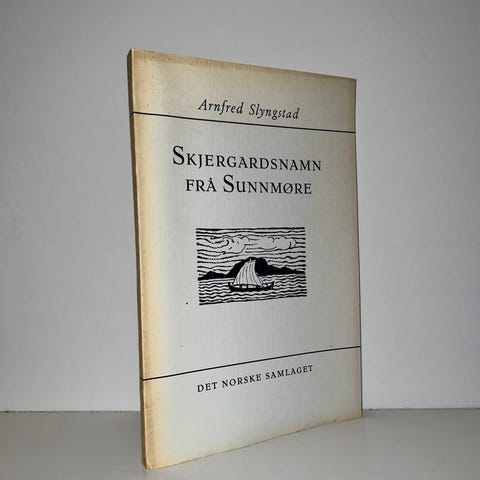 Arnfred Slyngstad
SKJERGARDSNAMN
FRÅ SUNNMØRE
DET NORSKE SAMLAGET